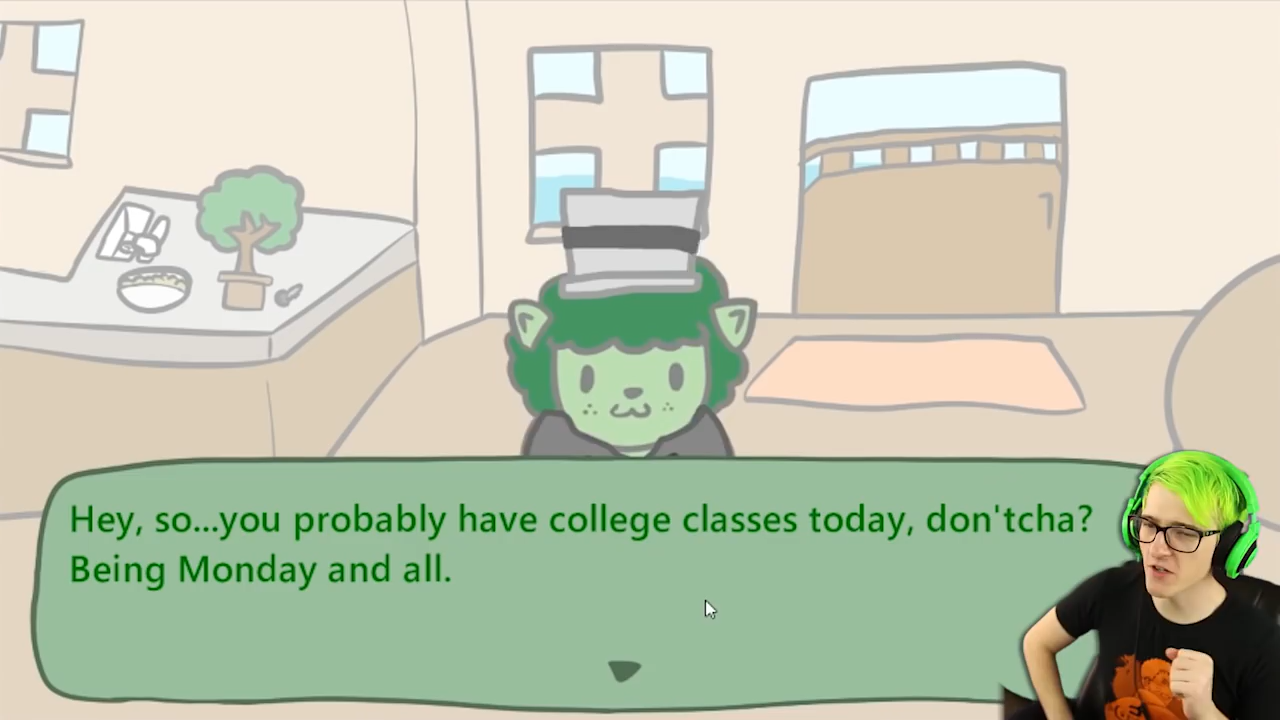 Hey, so...you probably have college classes today, don'tcha?
Being Monday and all.